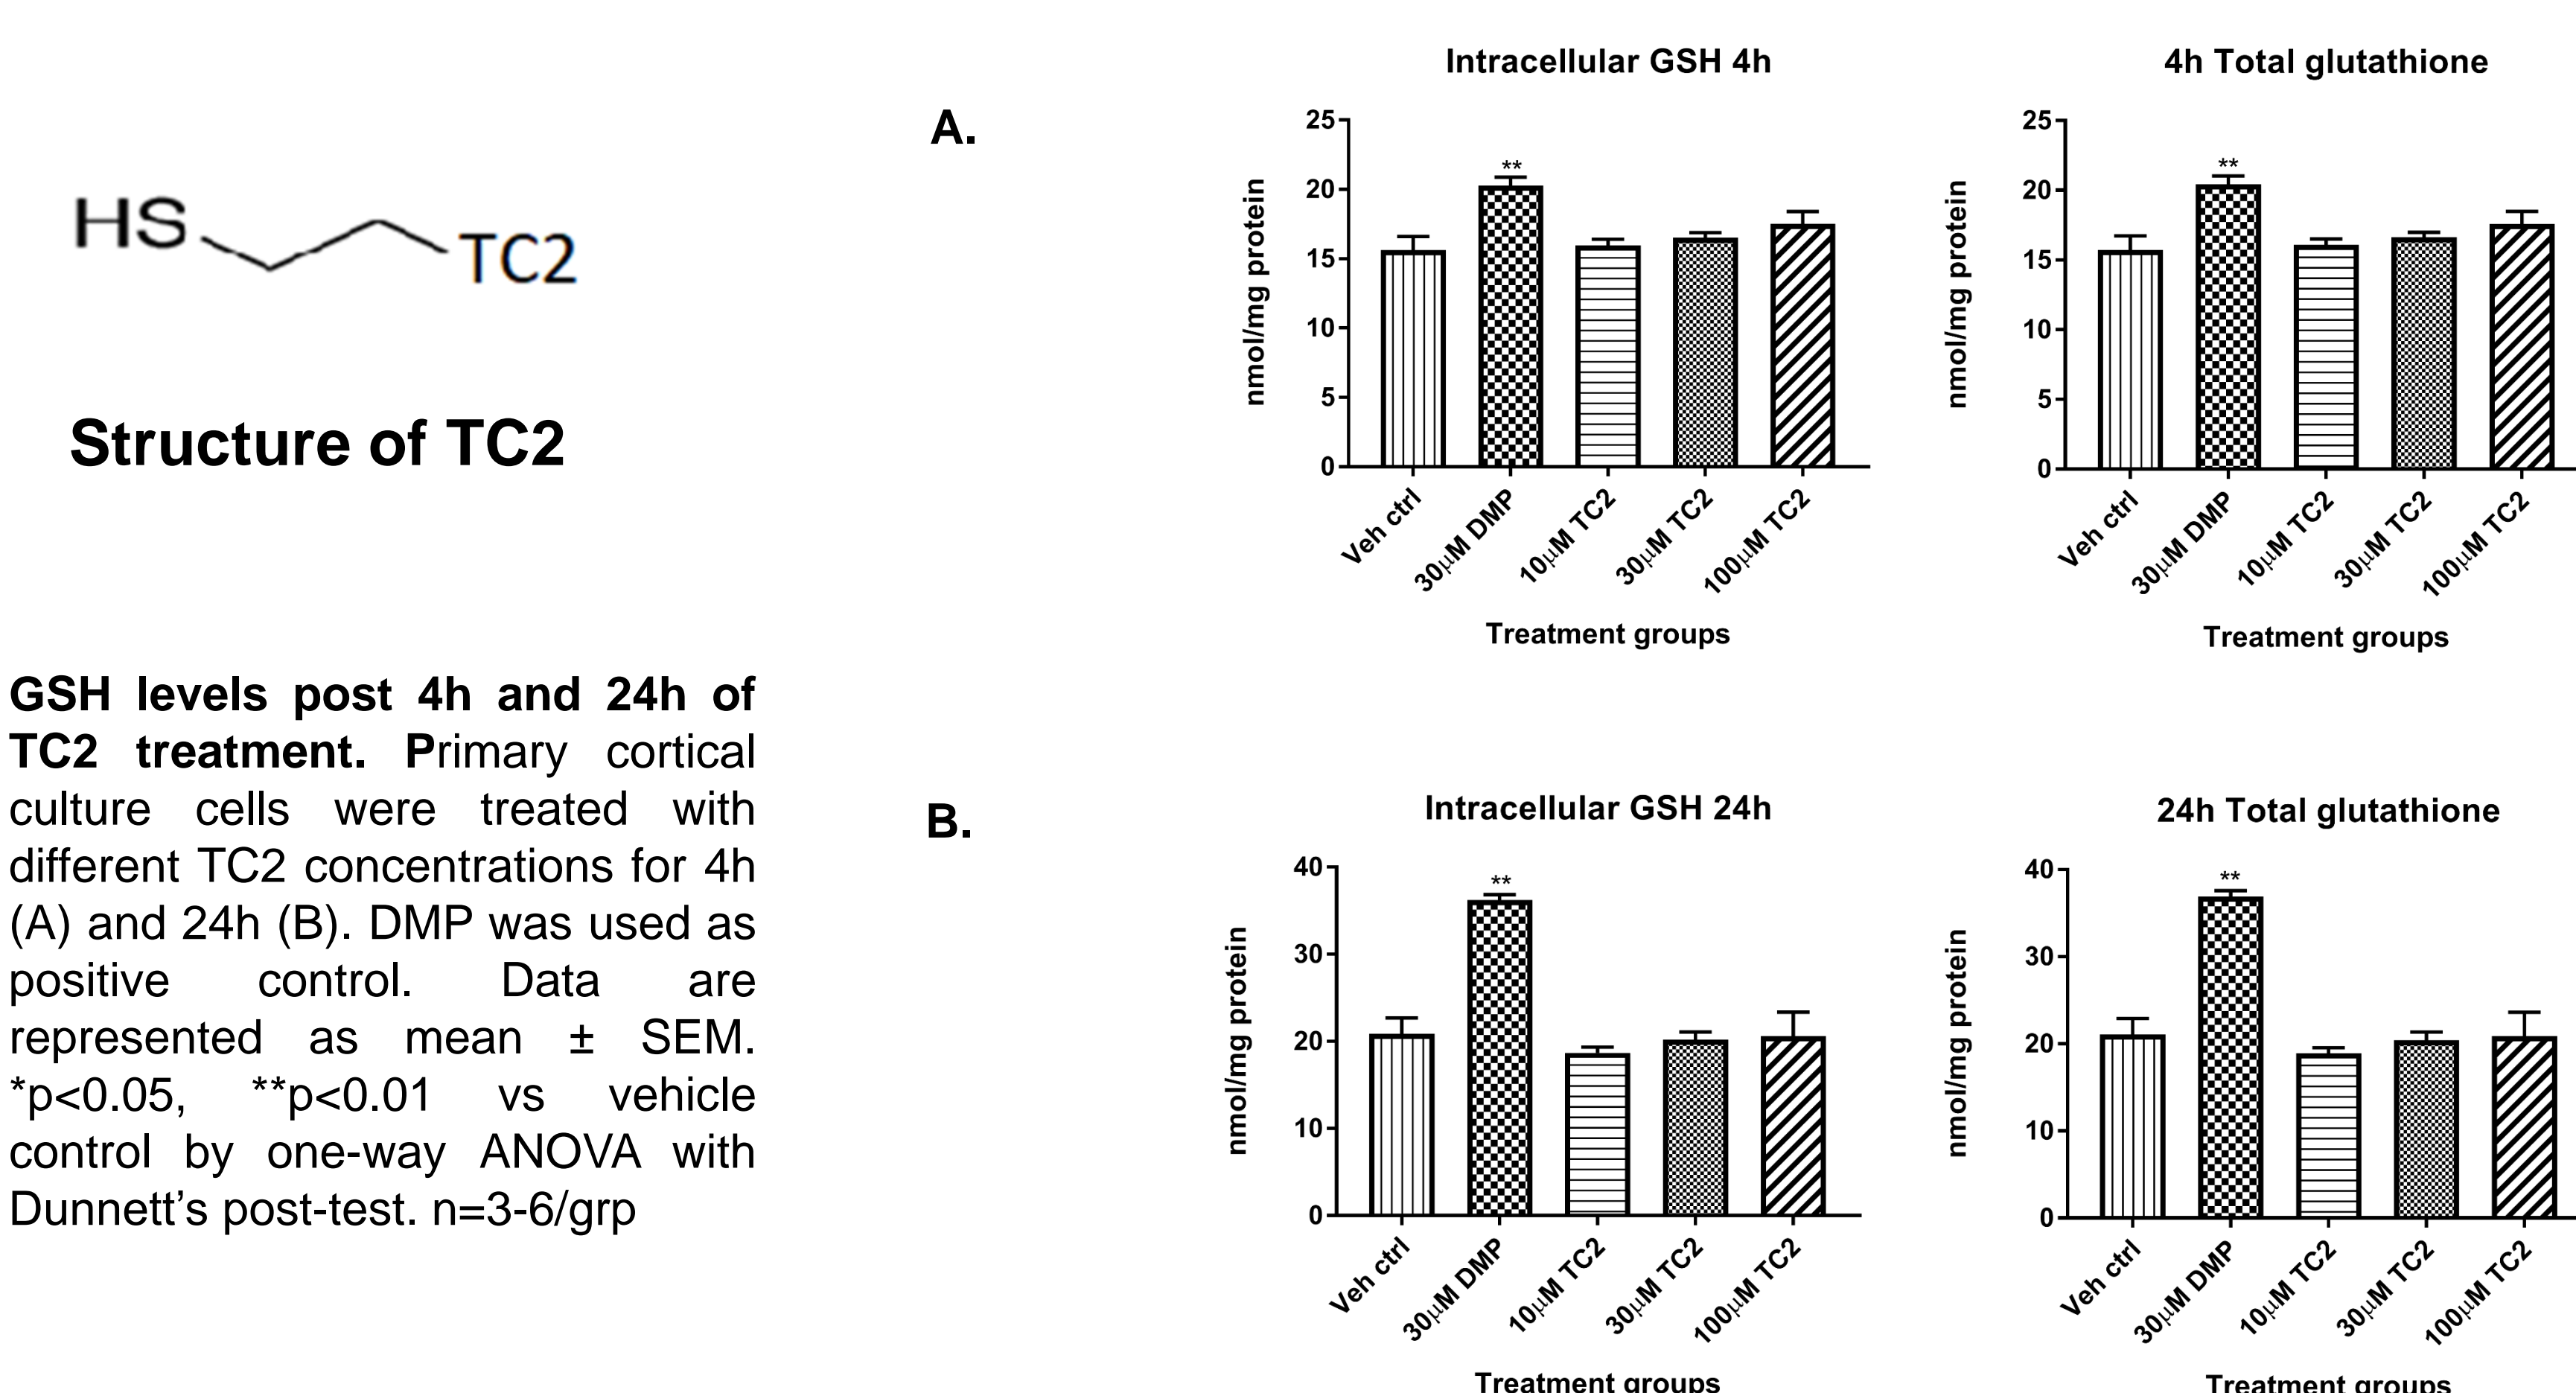 HS
TC2
Structure of TC2
GSH levels post 4h and 24h of
TC2 treatment. Primary cortical
culture cells were treated with
different TC2 concentrations for 4h
(A) and 24h (B). DMP was used as
positive control. Data are
represented as mean ± SEM.
*p<0.05, **p<0.01 vs vehicle
control by one-way ANOVA with
Dunnett’s post-test. n=3-6/grp
A.
Intracellular GSH 4h
nmol/mg protein
25
20
15
10
5
0
**
Veh ctrl
30µM DMP
10µM TC2
30µM TC2
100µM TC2
Treatment groups
4h Total glutathione
nmol/mg protein
25
20
15
10
5
0
**
Veh ctrl
30µM DMP
10µM TC2
30µM TC2
100µM TC2
Treatment groups
B.
Intracellular GSH 24h
nmol/mg protein
40
30
20
10
0
**
Veh ctrl
30µM DMP
10µM TC2
30µM TC2
100µM TC2
Treatment groups
24h Total glutathione
nmol/mg protein
40
30
20
10
0
**
Veh ctrl
30µM DMP
10µM TC2
30µM TC2
100µM TC2
Treatment groups